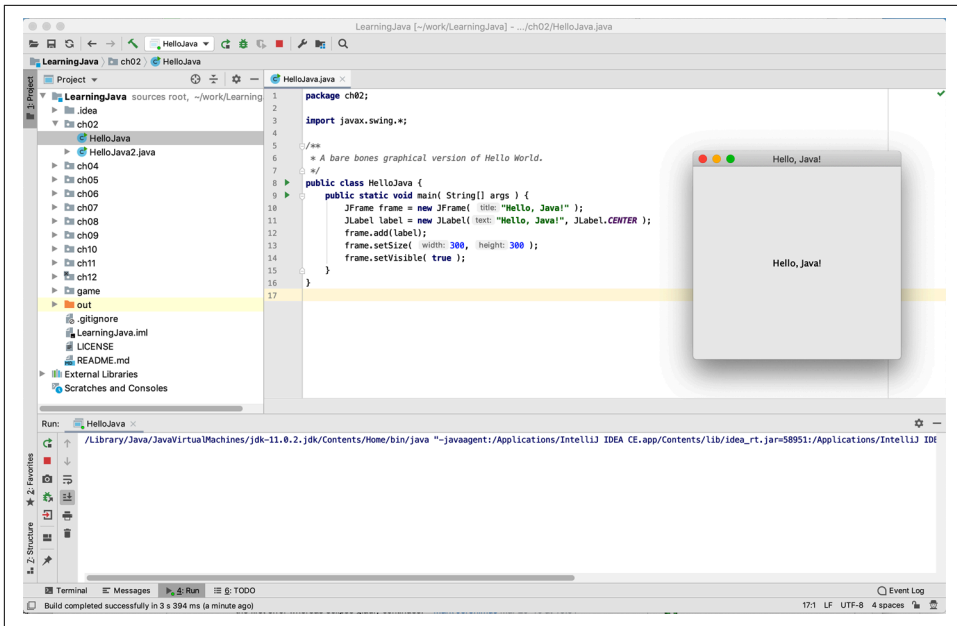 LearningJava [~/work/LearningJava] - .../ch02/HelloJava.java
HelloJava
LearningJava ch02 HelloJava
1: Project
Project
HelloJava.java
LearningJava sources root, ~/work/Learning
.idea
ch02
HelloJava
HelloJava2.java
ch04
ch05
ch06
ch07
ch08
ch09
ch10
ch11
ch12
game
out
.gitignore
LearningJava.iml
LICENSE
README.md
External Libraries
Scratches and Consoles
1 package ch02;
2
3 import javax.swing.*;
4
5 /**
6 * A bare bones graphical version of Hello World.
7 */
8 public class HelloJava {
9 public static void main( String[] args ) {
10 JFrame frame = new JFrame( title: "Hello, Java!" );
11 JLabel label = new JLabel( text: "Hello, Java!", JLabel.CENTER );
12 frame.add(label);
13 frame.setSize( width: 300, height: 300 );
14 frame.setVisible( true );
15 }
16 }
17
Hello, Java!
Hello, Java!
Run: HelloJava
/Library/Java/JavaVirtualMachines/jdk-11.0.2.jdk/Contents/Home/bin/java "-javaagent:/Applications/IntelliJ IDEA CE.app/Contents/lib/idea_rt.jar=58951:/Applications/IntelliJ IDE
2: Favorites
Z: Structure
Terminal Messages 4: Run 6: TODO Event Log
Build completed successfully in 3 s 394 ms (a minute ago) 17:1 LF UTF-8 4 spaces